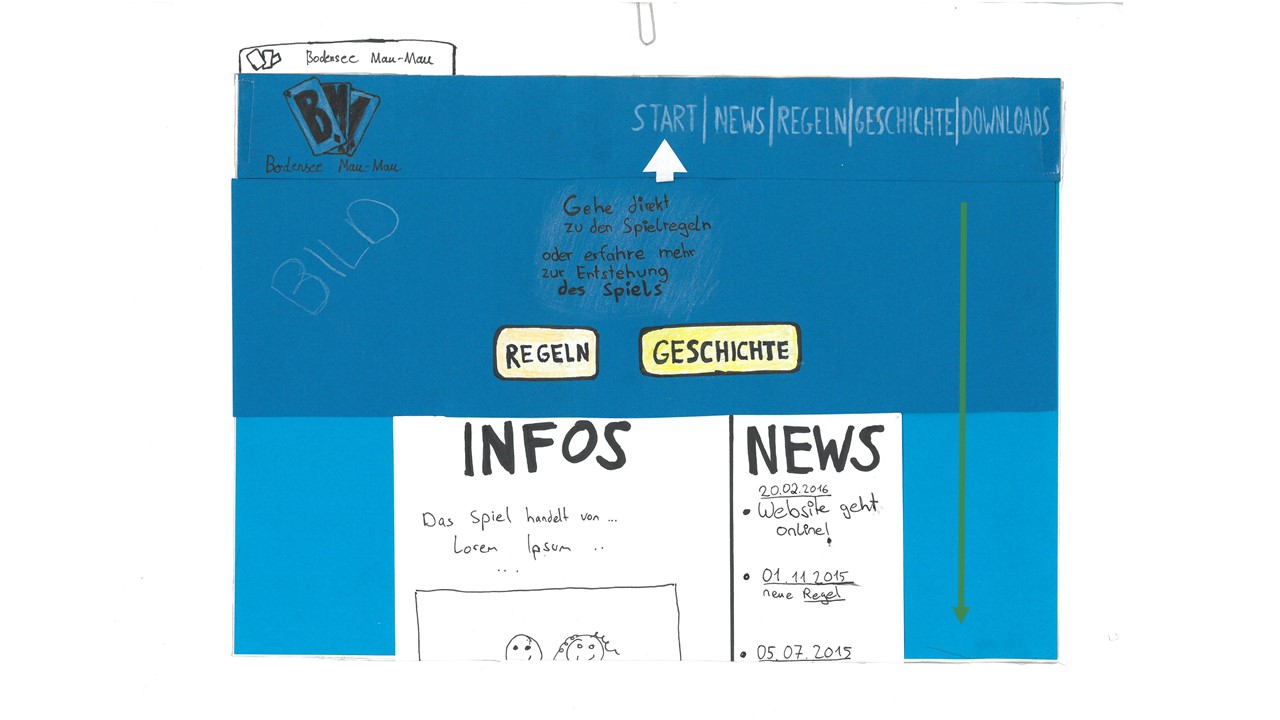 Bodensee Mau-Mau
B.M
Bodensee Mau-Mau
START | NEWS | REGELN | GESCHICHTE | DOWNLOADS
BILD
Gehe direkt
zu den Spielregeln
oder erfahre mehr
zur Entstehung
des Spiels
REGELN
GESCHICHTE
INFOS
Das Spiel handelt von ...
Lorem Ipsum ..
...
NEWS
20.02.2016
• Website geht
online!
• 01.11.2015
neue Regel
• 05.07.2015